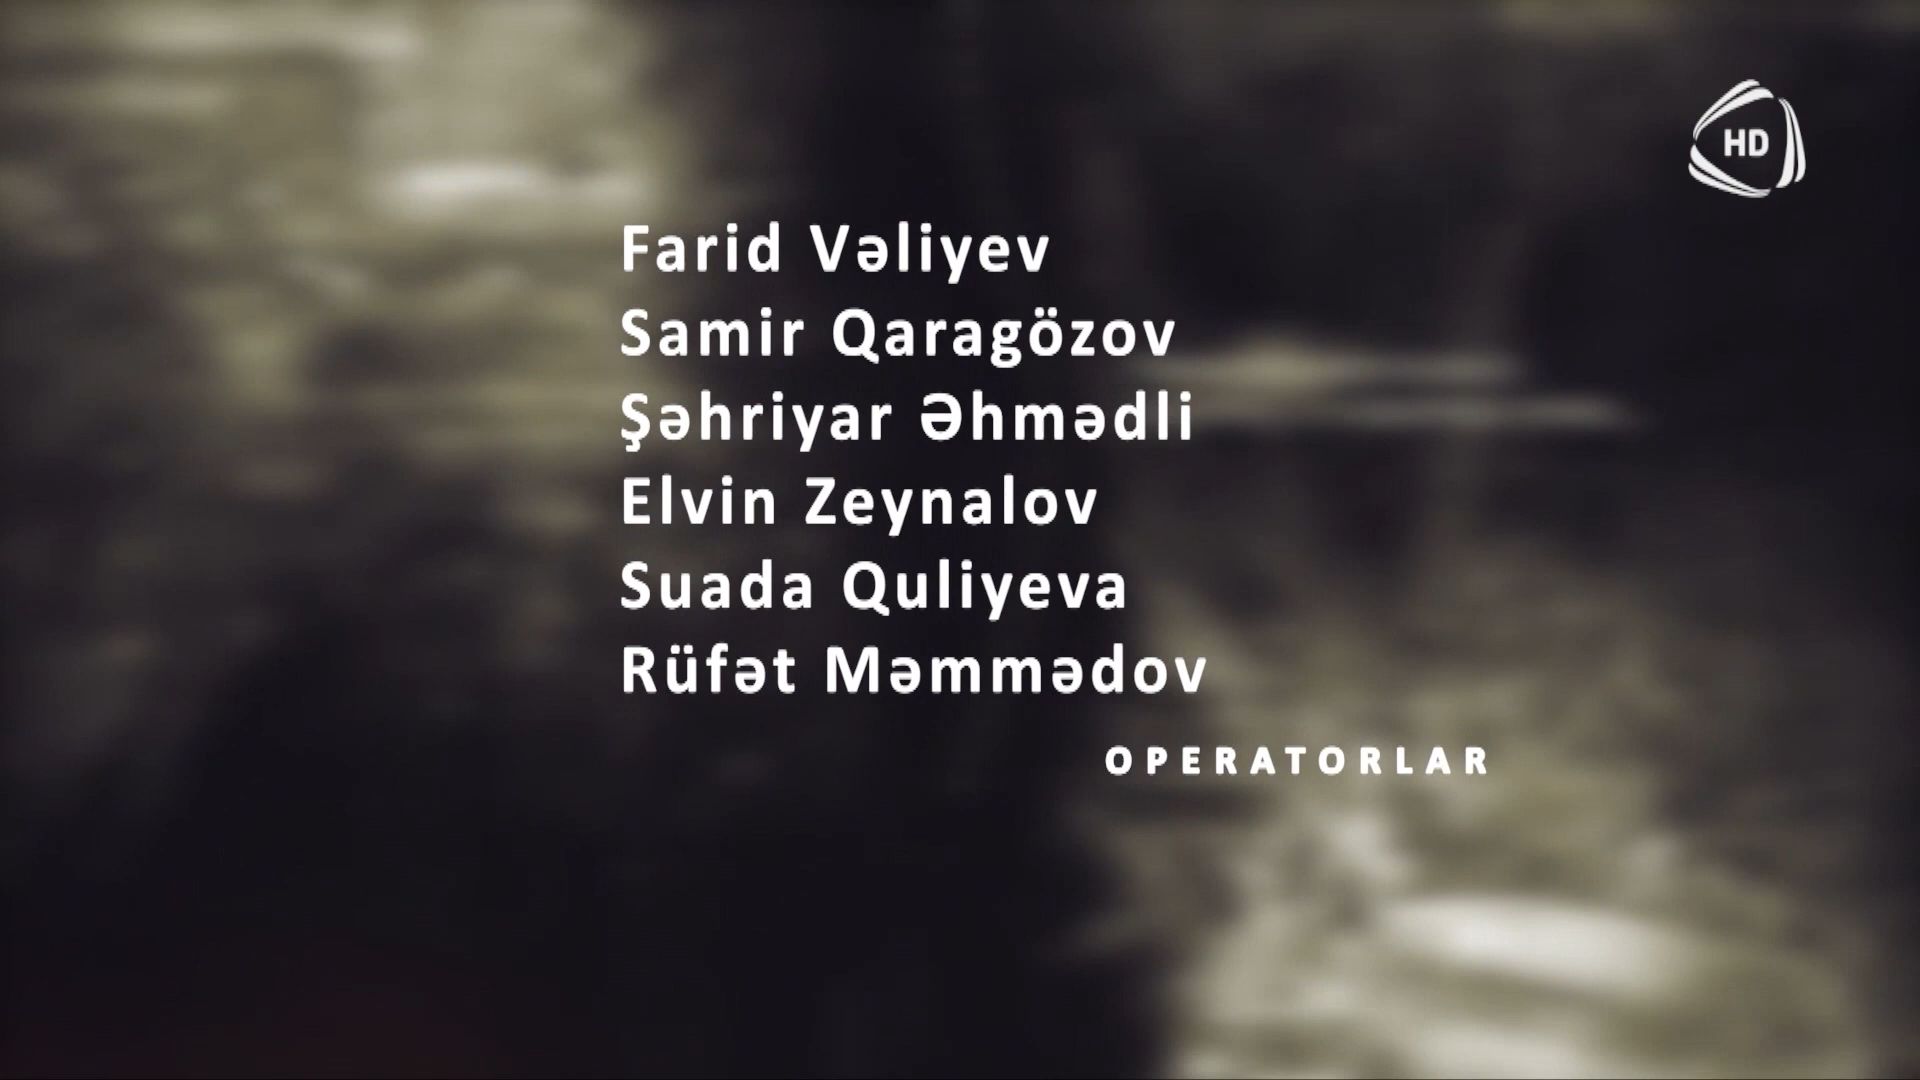 HD
Farid Vəliyev
Samir Qaragözov
Şəhriyar Əhmədli
Elvin Zeynalov
Suada Quliyeva
Rüfət Məmmədov
OPERATORLAR